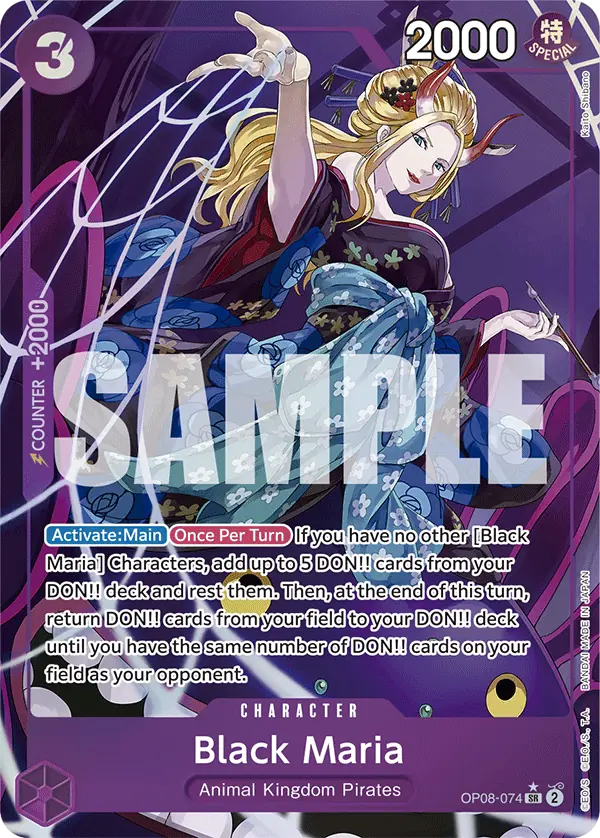 3
2000
特
SPECIAL
Kaito Shibano
COUNTER +2000
SAMPLE
Activate:Main Once Per Turn If you have no other [Black
Maria] Characters, add up to 5 DON!! cards from your
DON!! deck and rest them. Then, at the end of this turn,
return DON!! cards from your field to your DON!! deck
until you have the same number of DON!! cards on your
field as your opponent.
CHARACTER
Black Maria
Animal Kingdom Pirates
OP08-074 SR 2
©E.O/S ©E.O./S., T.A. BANDAI MADE IN JAPAN